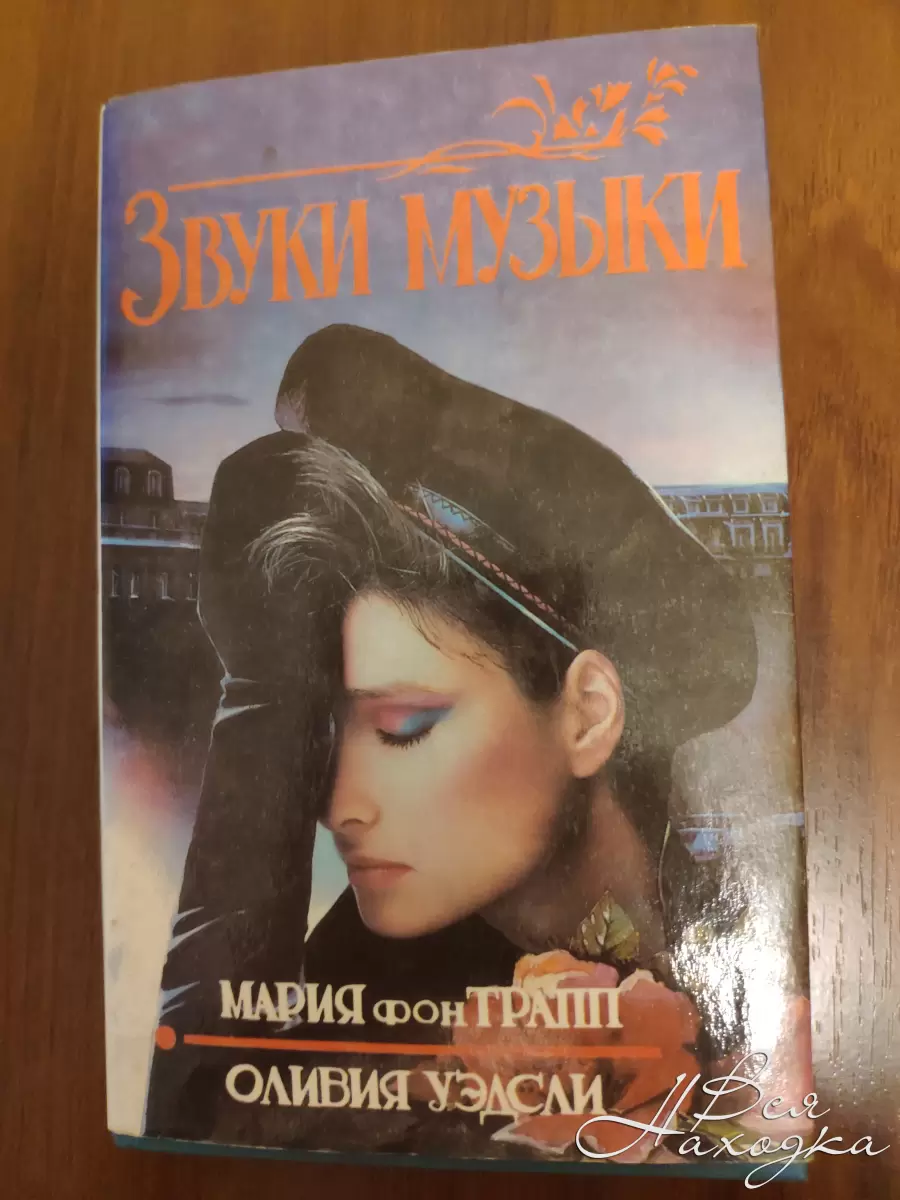 Звуки музыки
Мария фон Трапп
Оливия Уэдсли
Вся
Находка